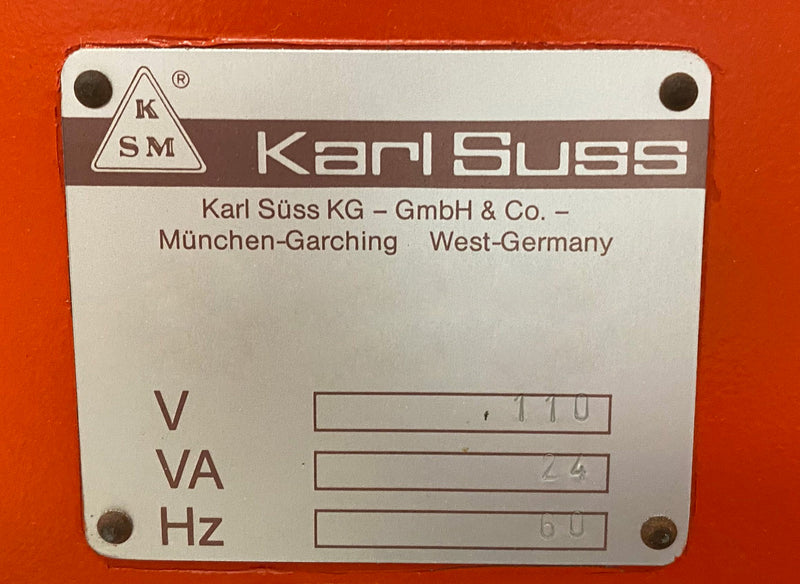 K ®
SM
Karl Suss
Karl Süss KG – GmbH & Co. –
München-Garching West-Germany
V 110
VA 24
Hz 60